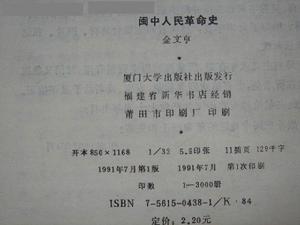 闽中人民革命史
金文亨
厦门大学出版社出版发行
福建省新华书店经销
莆田市印刷厂 印刷
开本850×1168 1/32 5.5印张 11插页 129千字
1991年7月第1版 1991年7月 第1次印刷
印数 1—3000册
ISBN 7-5615-0438-1/K·84
定价：2.20元